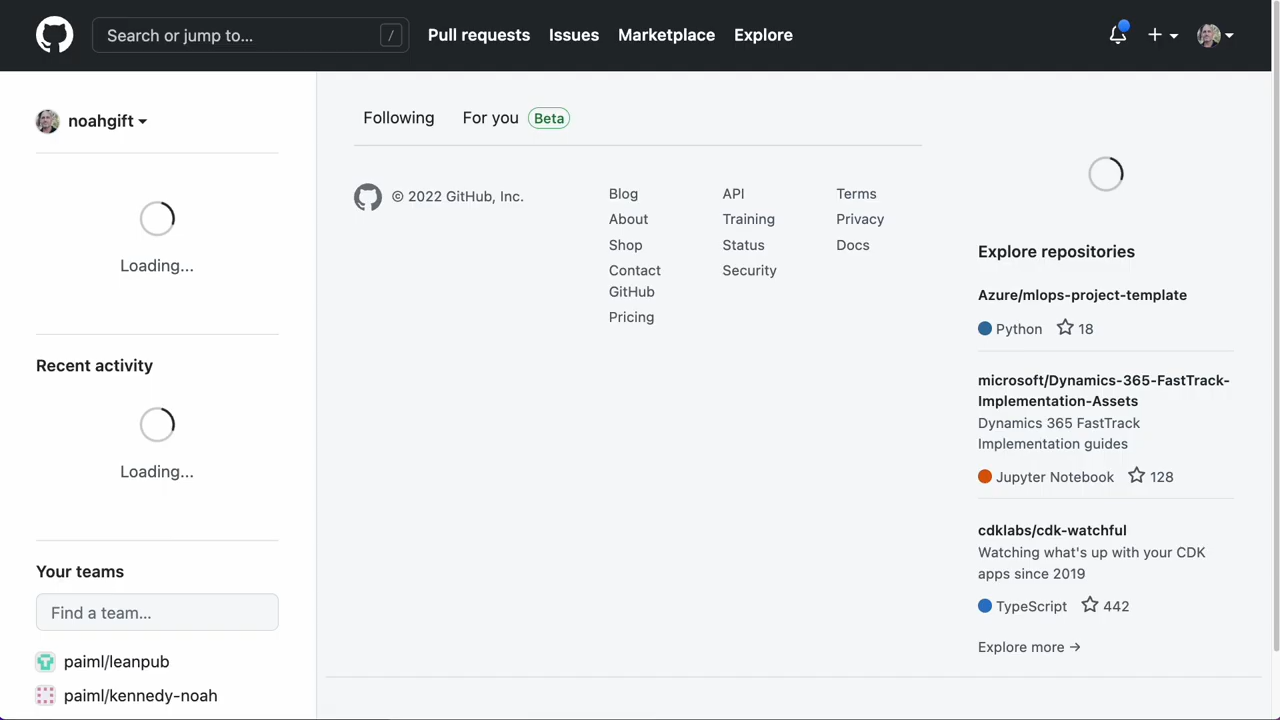 Search or jump to... /
Pull requests
Issues
Marketplace
Explore
noahgift
Loading...
Recent activity
Loading...
Your teams
Find a team...
paiml/leanpub
paiml/kennedy-noah
Following
For you Beta
© 2022 GitHub, Inc.
Blog
About
Shop
Contact
GitHub
Pricing
API
Training
Status
Security
Terms
Privacy
Docs
Explore repositories
Azure/mlops-project-template
Python 18
microsoft/Dynamics-365-FastTrack-
Implementation-Assets
Dynamics 365 FastTrack
Implementation guides
Jupyter Notebook 128
cdklabs/cdk-watchful
Watching what's up with your CDK
apps since 2019
TypeScript 442
Explore more →